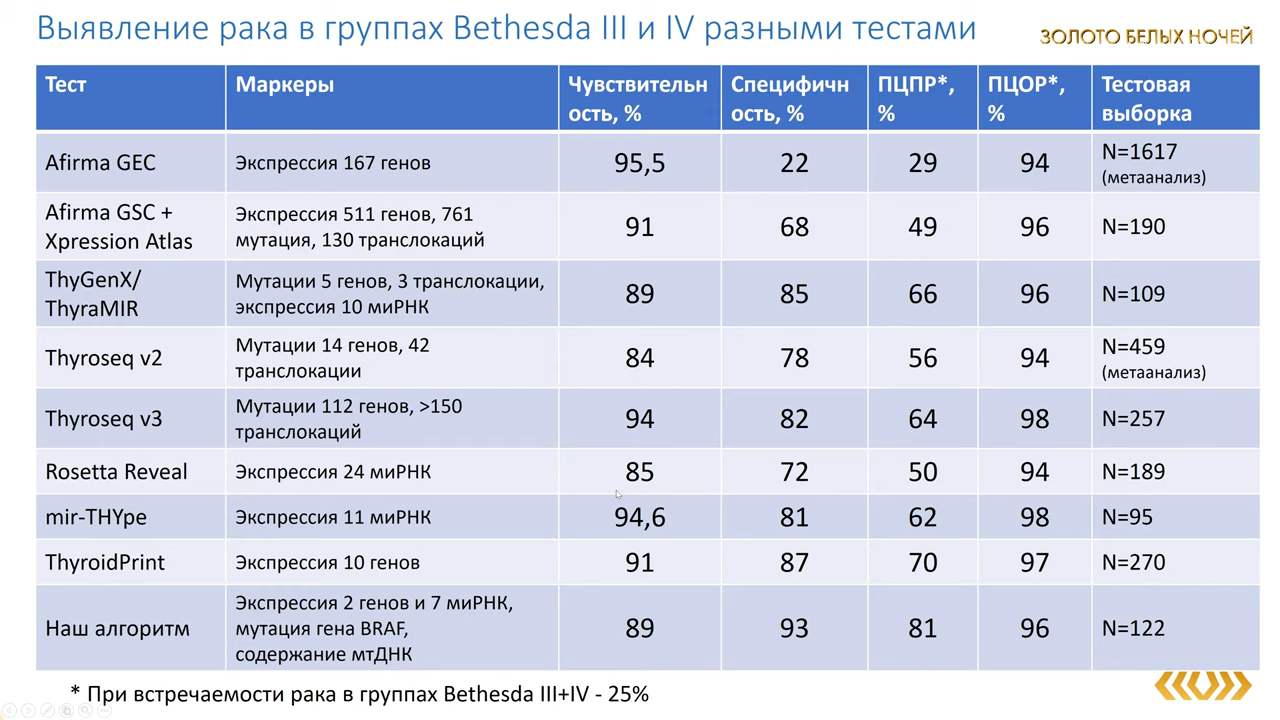 Выявление рака в группах Bethesda III и IV разными тестами
ЗОЛОТО БЕЛЫХ НОЧЕЙ
Тест Маркеры Чувствительн Специфичн ПЦПР*, ПЦОР*, Тестовая
ость, % ость, % % % выборка
Afirma GEC Экспрессия 167 генов 95,5 22 29 94 N=1617
(метаанализ)
Afirma GSC + Экспрессия 511 генов, 761 91 68 49 96 N=190
Xpression Atlas мутация, 130 транслокаций
ThyGenX/ Мутации 5 генов, 3 транслокации, 89 85 66 96 N=109
ThyraMIR экспрессия 10 миРНК
Thyroseq v2 Мутации 14 генов, 42 84 78 56 94 N=459
транслокации (метаанализ)
Thyroseq v3 Мутации 112 генов, >150 94 82 64 98 N=257
транслокаций
Rosetta Reveal Экспрессия 24 миРНК 85 72 50 94 N=189
mir-THYpe Экспрессия 11 миРНК 94,6 81 62 98 N=95
ThyroidPrint Экспрессия 10 генов 91 87 70 97 N=270
Наш алгоритм Экспрессия 2 генов и 7 миРНК, 89 93 81 96 N=122
мутация гена BRAF,
содержание мтДНК
* При встречаемости рака в группах Bethesda III+IV - 25%